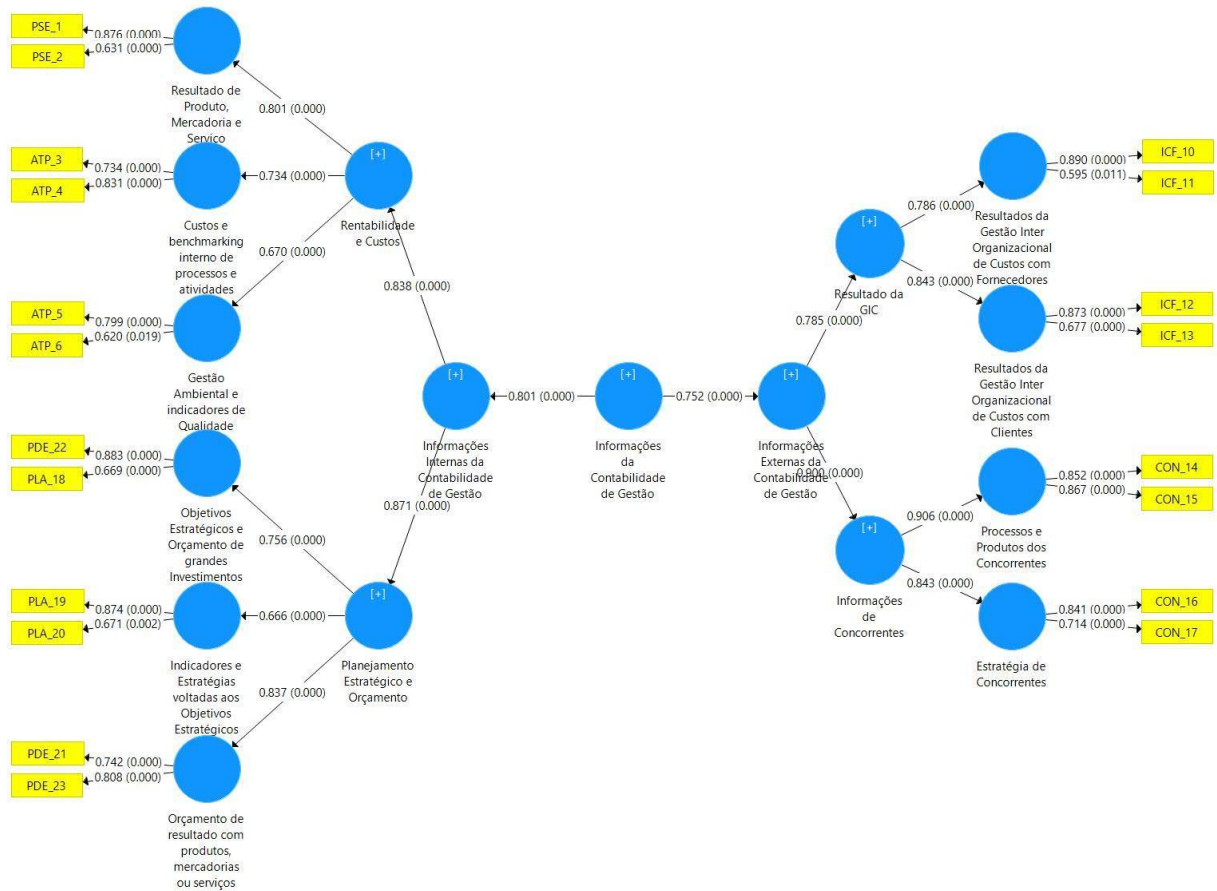 PSE_1
PSE_2
0.876 (0.000)
0.631 (0.000)
Resultado de
Produto,
Mercadoria e
Serviço
0.801 (0.000)
ATP_3
ATP_4
0.734 (0.000)
0.831 (0.000)
Custos e
benchmarking
interno de
processos e
atividades
0.734 (0.000)
[+]
Rentabilidade
e Custos
0.670 (0.000)
ATP_5
ATP_6
0.799 (0.000)
0.620 (0.019)
Gestão
Ambiental e
indicadores de
Qualidade
0.838 (0.000)
PDE_22
PLA_18
0.883 (0.000)
0.669 (0.000)
Objetivos
Estratégicos e
Orçamento de
grandes
Investimentos
0.756 (0.000)
PLA_19
PLA_20
0.874 (0.000)
0.671 (0.002)
Indicadores e
Estratégias
voltadas aos
Objetivos
Estratégicos
0.666 (0.000)
[+]
Planejamento
Estratégico e
Orçamento
0.837 (0.000)
PDE_21
PDE_23
0.742 (0.000)
0.808 (0.000)
Orçamento de
resultado com
produtos,
mercadorias
ou serviços
0.871 (0.000)
[+]
Informações
Internas da
Contabilidade
de Gestão
0.801 (0.000)
[+]
Informações
da
Contabilidade
de Gestão
0.752 (0.000)
[+]
Informações
Externas da
Contabilidade
de Gestão
0.785 (0.000)
0.900 (0.000)
[+]
Resultado da
GIC
0.786 (0.000)
0.843 (0.000)
Resultados da
Gestão Inter
Organizacional
de Custos com
Fornecedores
0.890 (0.000)
0.595 (0.011)
ICF_10
ICF_11
Resultados da
Gestão Inter
Organizacional
de Custos com
Clientes
0.873 (0.000)
0.677 (0.000)
ICF_12
ICF_13
[+]
Informações
de
Concorrentes
0.906 (0.000)
0.843 (0.000)
Processos e
Produtos dos
Concorrentes
0.852 (0.000)
0.867 (0.000)
CON_14
CON_15
Estratégia de
Concorrentes
0.841 (0.000)
0.714 (0.000)
CON_16
CON_17